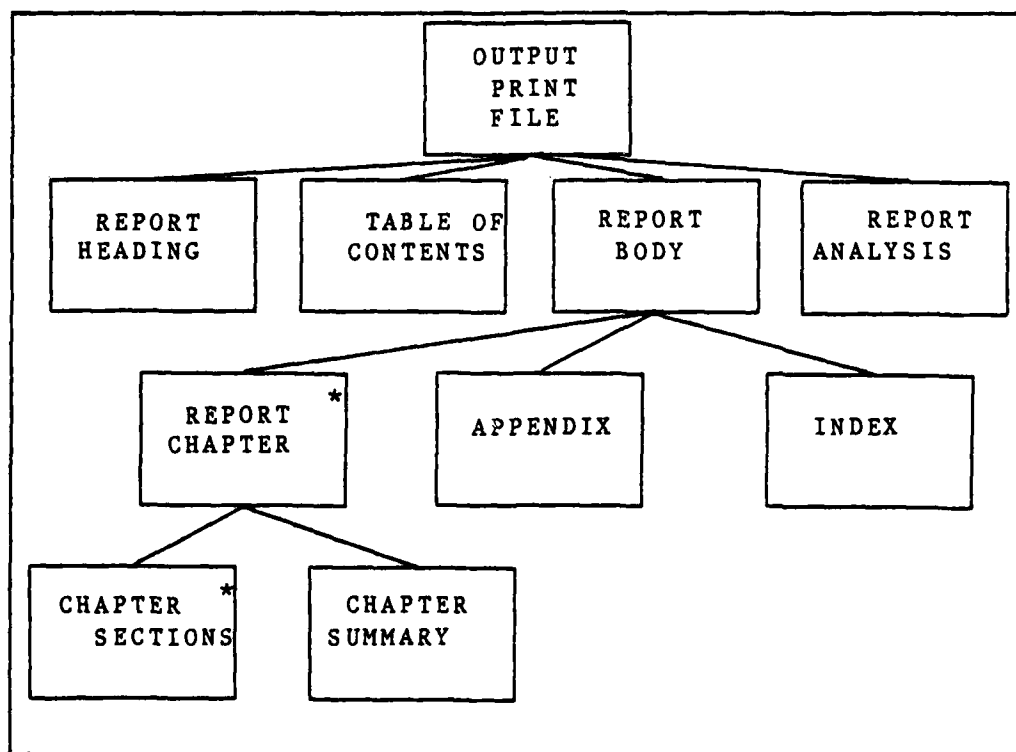 OUTPUT
PRINT
FILE
REPORT
HEADING
TABLE OF
CONTENTS
REPORT
BODY
REPORT
ANALYSIS
REPORT *
CHAPTER
APPENDIX
INDEX
CHAPTER *
SECTIONS
CHAPTER
SUMMARY